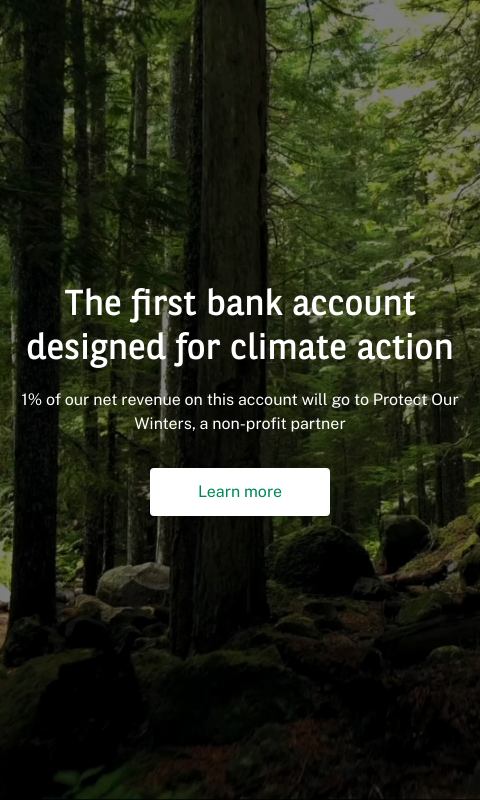 The first bank account
designed for climate action
1% of our net revenue on this account will go to Protect Our
Winters, a non-profit partner
Learn more